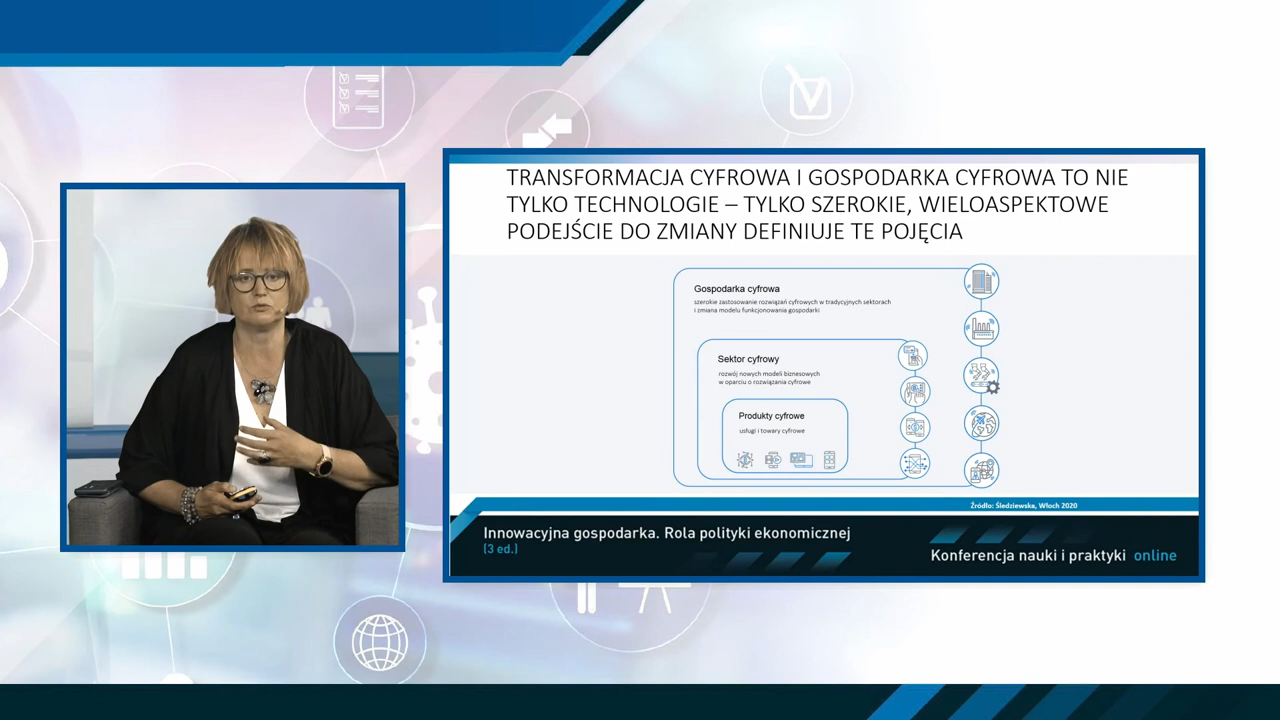 TRANSFORMACJA CYFROWA I GOSPODARKA CYFROWA TO NIE
TYLKO TECHNOLOGIE – TYLKO SZEROKIE, WIELOASPEKTOWE
PODEJŚCIE DO ZMIANY DEFINIUJE TE POJĘCIA
Gospodarka cyfrowa
szerokie zastosowanie rozwiązań cyfrowych w tradycyjnych sektorach
i zmiana modelu funkcjonowania gospodarki
Sektor cyfrowy
rozwój nowych modeli biznesowych
w oparciu o rozwiązania cyfrowe
Produkty cyfrowe
usługi i towary cyfrowe
Źródło: Śledziewska, Włoch 2020
Innowacyjna gospodarka. Rola polityki ekonomicznej
(3 ed.)
Konferencja nauki i praktyki online